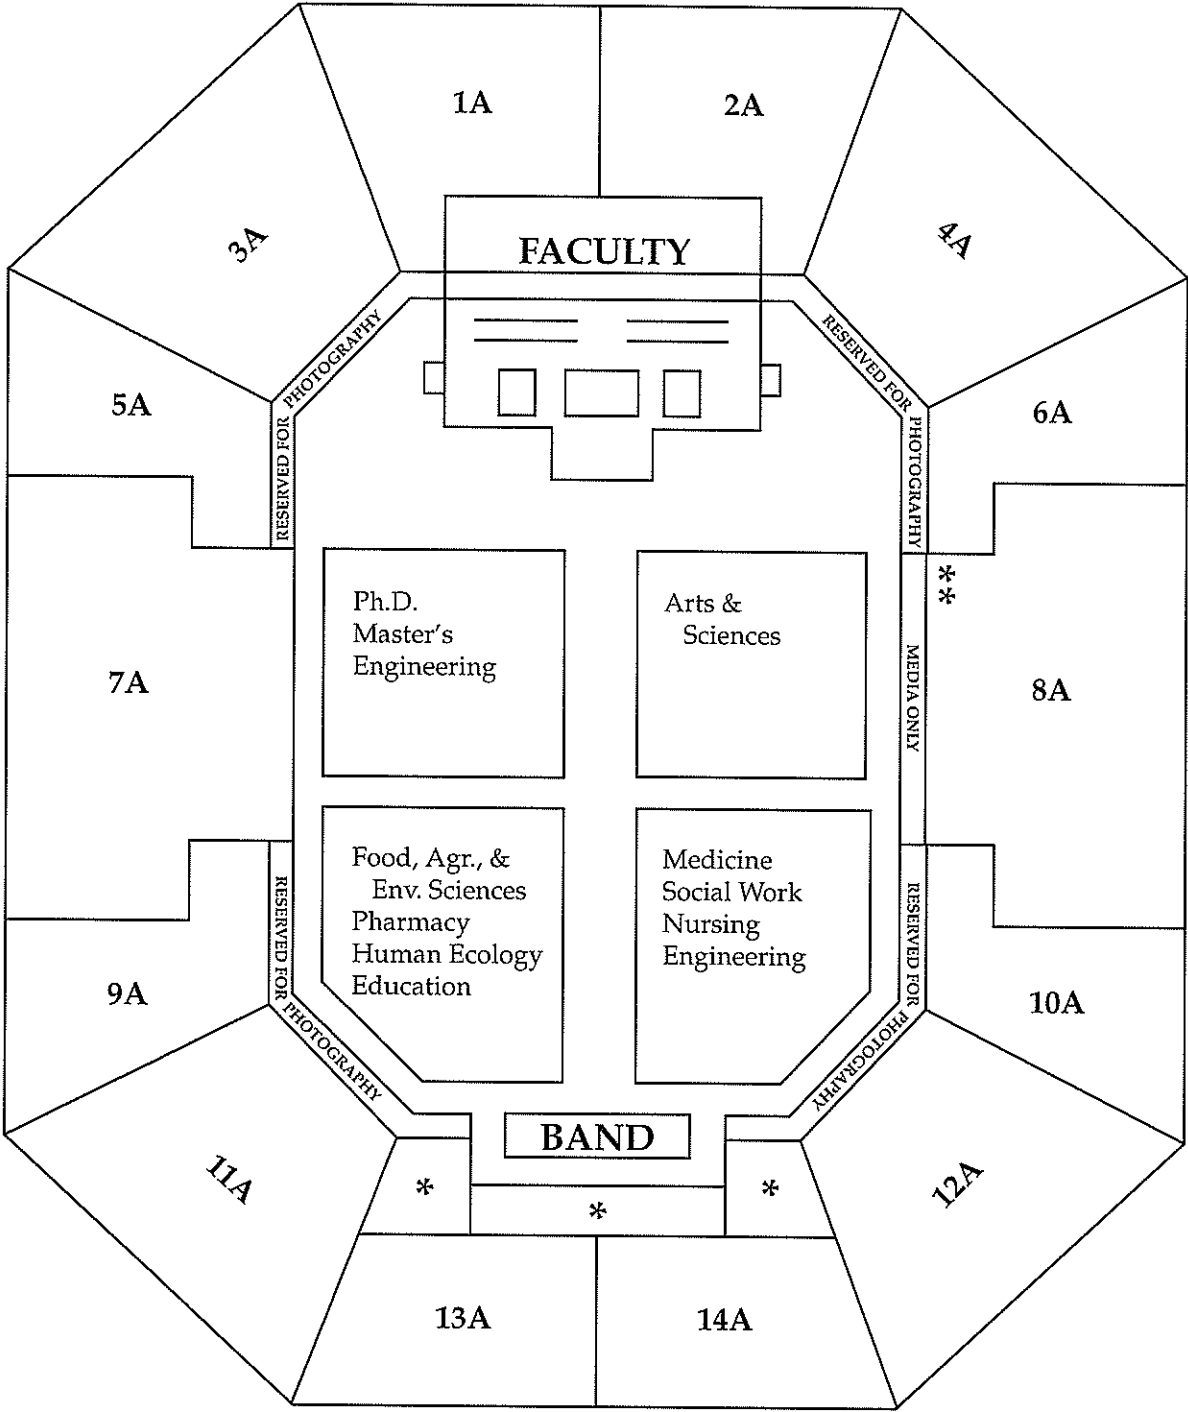 1A
2A
3A
4A
FACULTY
RESERVED FOR PHOTOGRAPHY
RESERVED FOR PHOTOGRAPHY
5A
6A
Ph.D.
Master's
Engineering
Arts &
Sciences
**
7A
MEDIA ONLY
8A
Food, Agr., &
Env. Sciences
Pharmacy
Human Ecology
Education
Medicine
Social Work
Nursing
Engineering
RESERVED FOR PHOTOGRAPHY
RESERVED FOR PHOTOGRAPHY
9A
10A
BAND
11A
*
*
*
12A
13A
14A